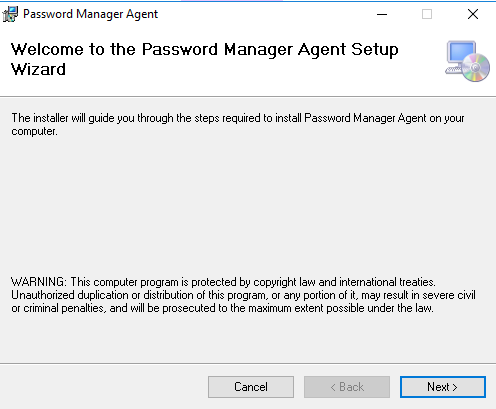 Password Manager Agent
Welcome to the Password Manager Agent Setup
Wizard
The installer will guide you through the steps required to install Password Manager Agent on your
computer.
WARNING: This computer program is protected by copyright law and international treaties.
Unauthorized duplication or distribution of this program, or any portion of it, may result in severe civil
or criminal penalties, and will be prosecuted to the maximum extent possible under the law.
Cancel < Back Next >